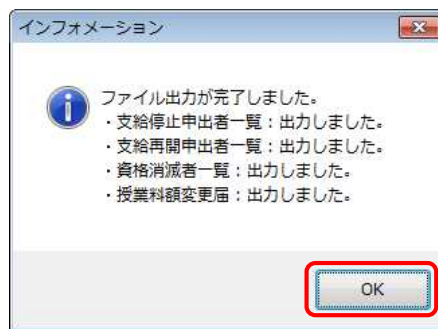 インフォメーション
ファイル出力が完了しました。
・支給停止申出者一覧：出力しました。
・支給再開申出者一覧：出力しました。
・資格消滅者一覧：出力しました。
・授業料額変更届：出力しました。
OK